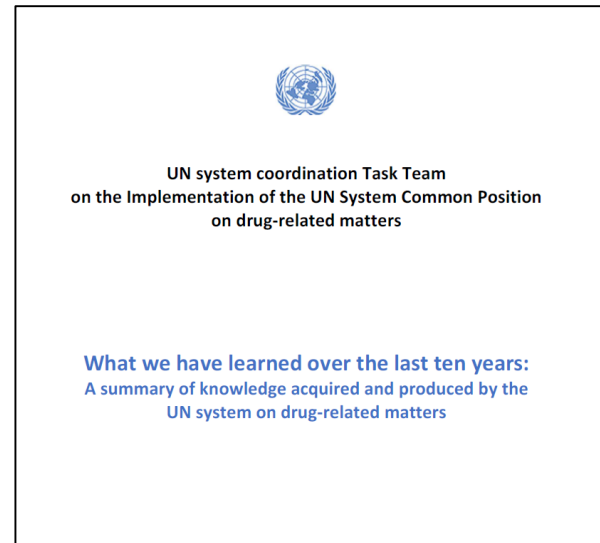 UN system coordination Task Team
on the Implementation of the UN System Common Position
on drug-related matters
What we have learned over the last ten years:
A summary of knowledge acquired and produced by the
UN system on drug-related matters